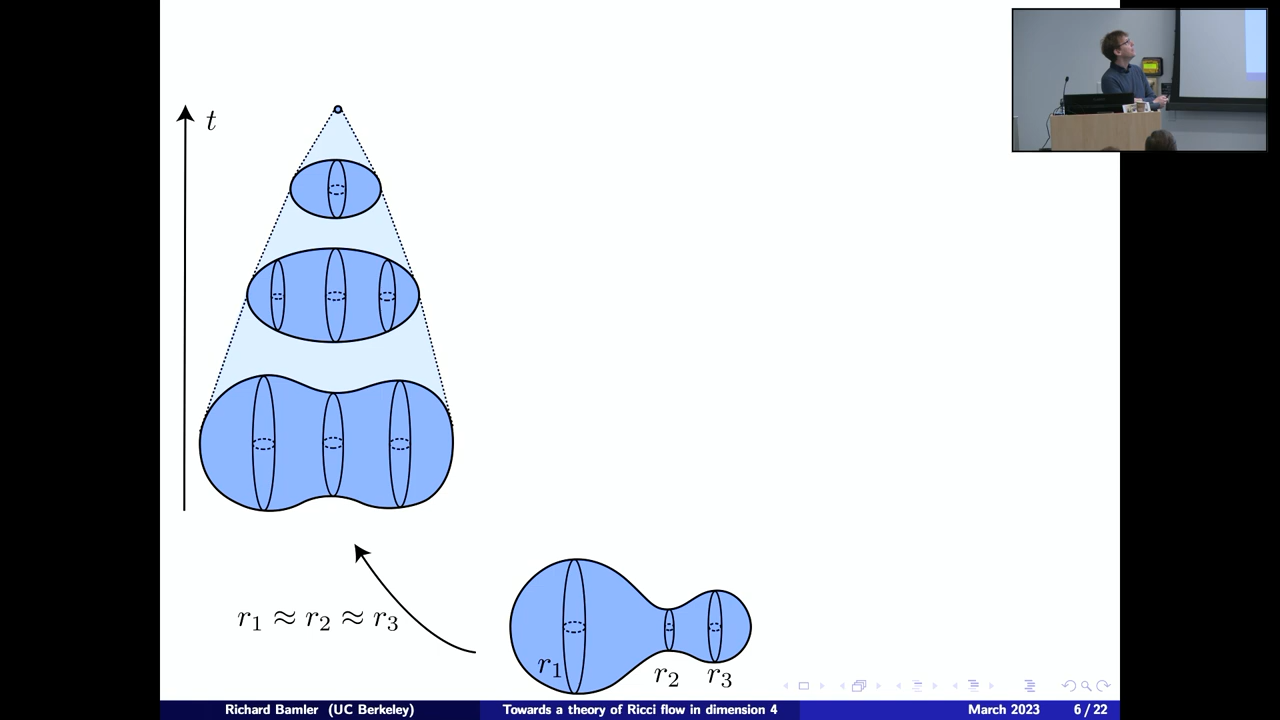 t
r₁ ≈ r₂ ≈ r₃
r₁
r₂
r₃
Richard Bamler (UC Berkeley)
Towards a theory of Ricci flow in dimension 4
March 2023
6 / 22